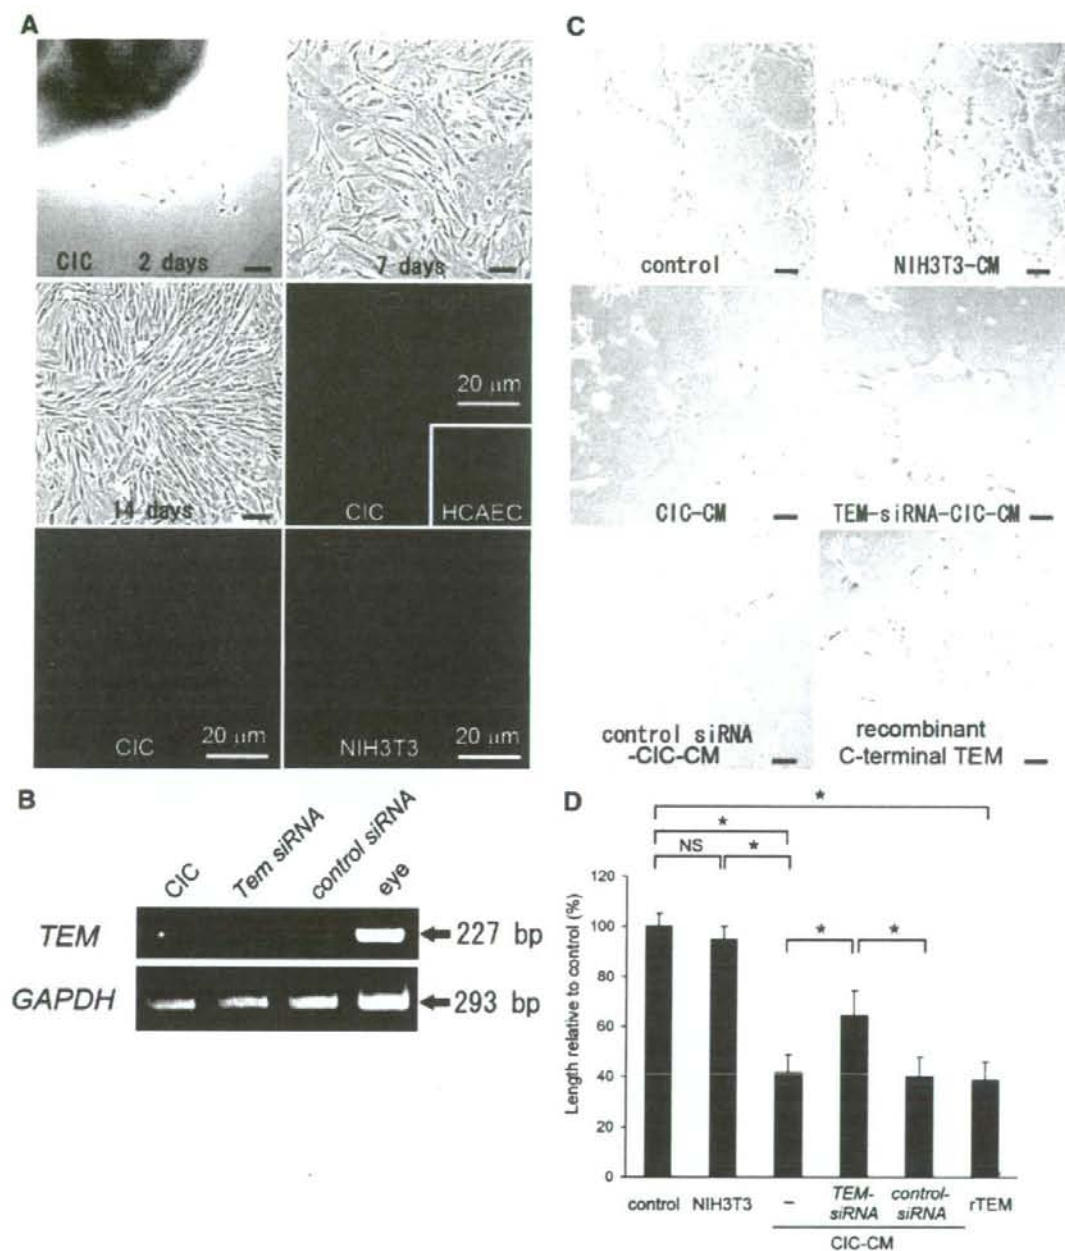 A
CIC 2 days
7 days
14 days
20 µm
CIC
HCAEC
CIC
20 µm
NIH3T3
20 µm
B
CIC
Tem siRNA
control siRNA
eye
TEM
227 bp
GAPDH
293 bp
C
control
NIH3T3-CM
CIC-CM
TEM-siRNA-CIC-CM
control siRNA
-CIC-CM
recombinant
C-terminal TEM
D
*
*
NS
*
*
*
Length relative to control (%)
120
100
80
60
40
20
0
control
NIH3T3
–
TEM-
siRNA
control-
siRNA
rTEM
CIC-CM